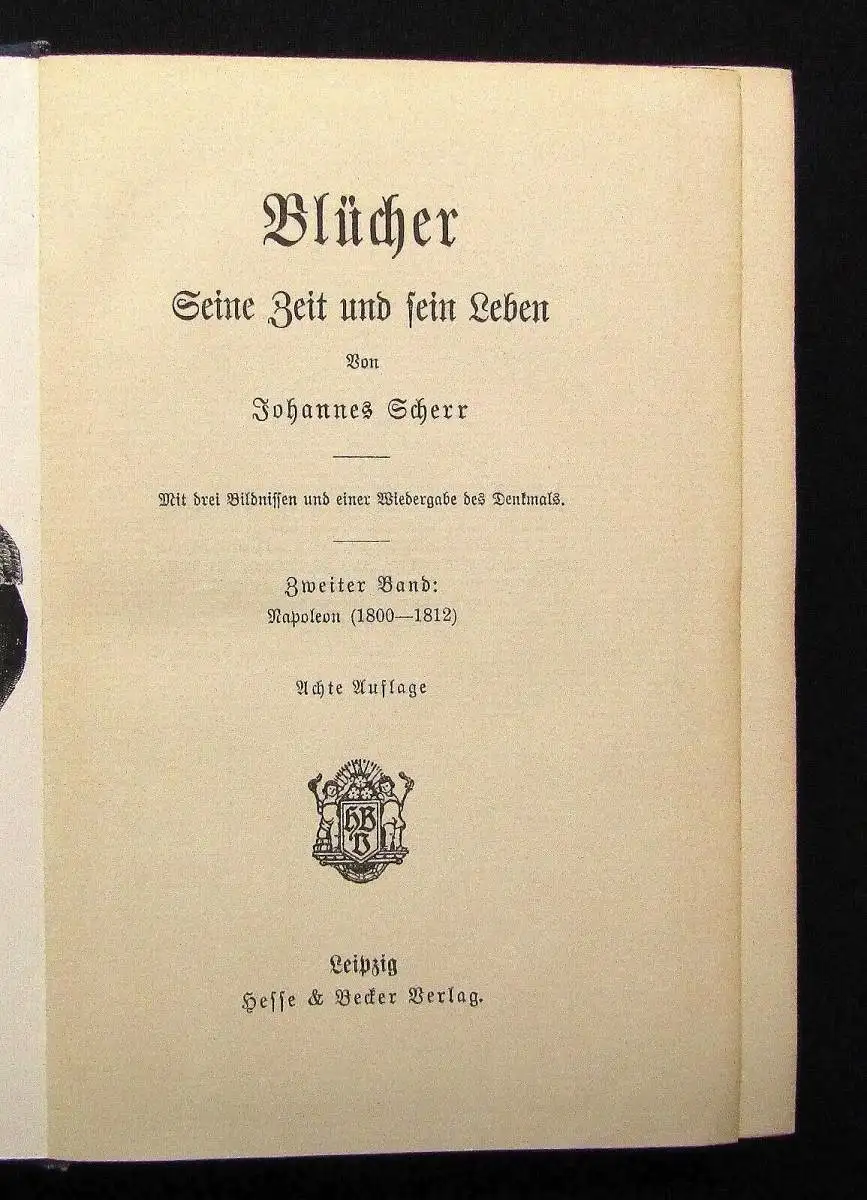 Blücher
Seine Zeit und sein Leben
Von
Johannes Scherr
Mit drei Bildnissen und einer Wiedergabe des Denkmals.
Zweiter Band:
Napoleon (1800—1812)
Achte Auflage
HB
V
Leipzig
Hesse & Becker Verlag.